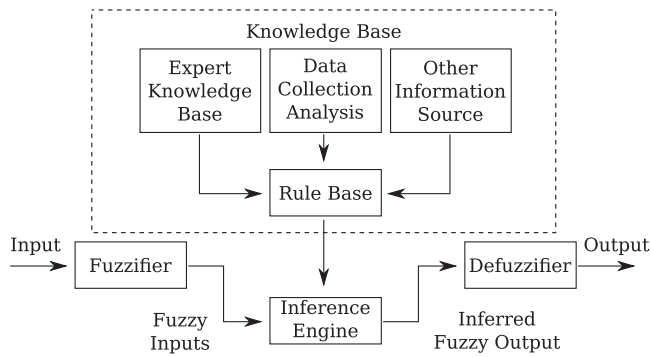 Knowledge Base
Expert
Knowledge
Base
Data
Collection
Analysis
Other
Information
Source
Rule Base
Input
Fuzzifier
Defuzzifier
Output
Inference
Engine
Fuzzy
Inputs
Inferred
Fuzzy Output